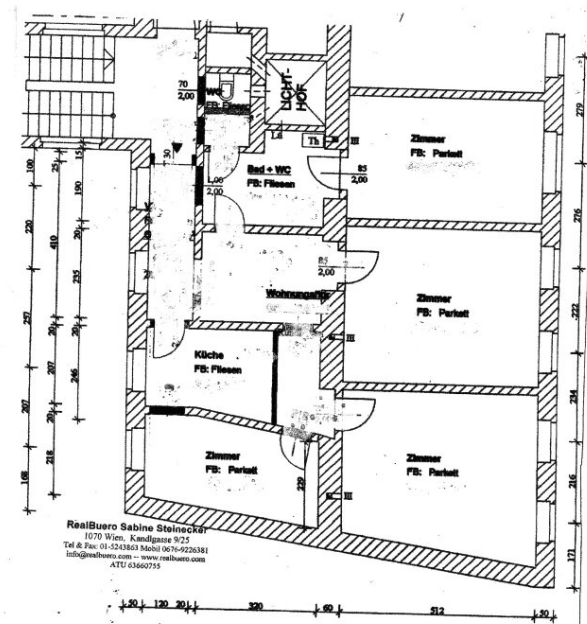 70
2,00
WC
FB: Fliesen
LICHT-
HOF
Th
III
Zimmer
FB: Parkett
Bad + WC
FB: Fliesen
85
2,00
1,00
2,00
85
2,00
Wohnungsflur
Zimmer
FB: Parkett
III
Küche
FB: Fliesen
Zimmer
FB: Parkett
229
Zimmer
FB: Parkett
III
100
220
257
207
168
25
410
20
207
20
218
15
190
20
235
20
246
279
276
222
234
216
171
RealBuero Sabine Steinecker
1070 Wien, Kandlgasse 9/25
Tel & Fax: 01-5243863 Mobil 0676-9226381
info@realbuero.com -- www.realbuero.com
ATU 63660755
50 120 20 320 60 512 50